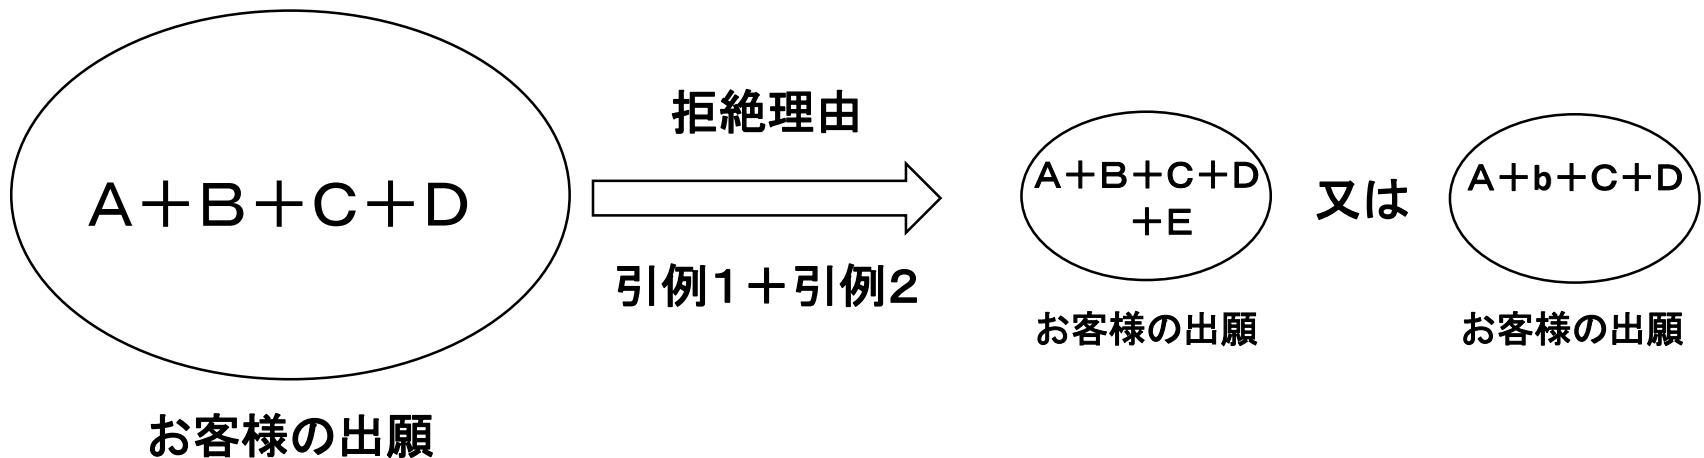 A+B+C+D
お客様の出願
拒絶理由
引例1+引例2
A+B+C+D
+E
お客様の出願
又は
A+b+C+D
お客様の出願